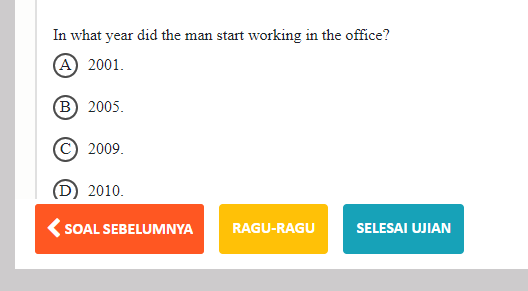 In what year did the man start working in the office?
A 2001.
B 2005.
C 2009.
D 2010.
SOAL SEBELUMNYA RAGU-RAGU SELESAI UJIAN